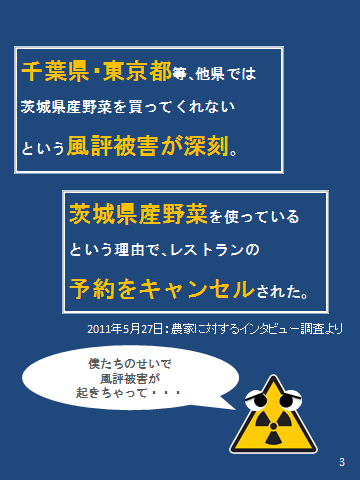 千葉県・東京都等、他県では
茨城県産野菜を買ってくれない
という風評被害が深刻。
茨城県産野菜を使っている
という理由で、レストランの
予約をキャンセルされた。
2011年5月27日：農家に対するインタビュー調査より
僕たちのせいで
風評被害が
起きちゃって・・・
3